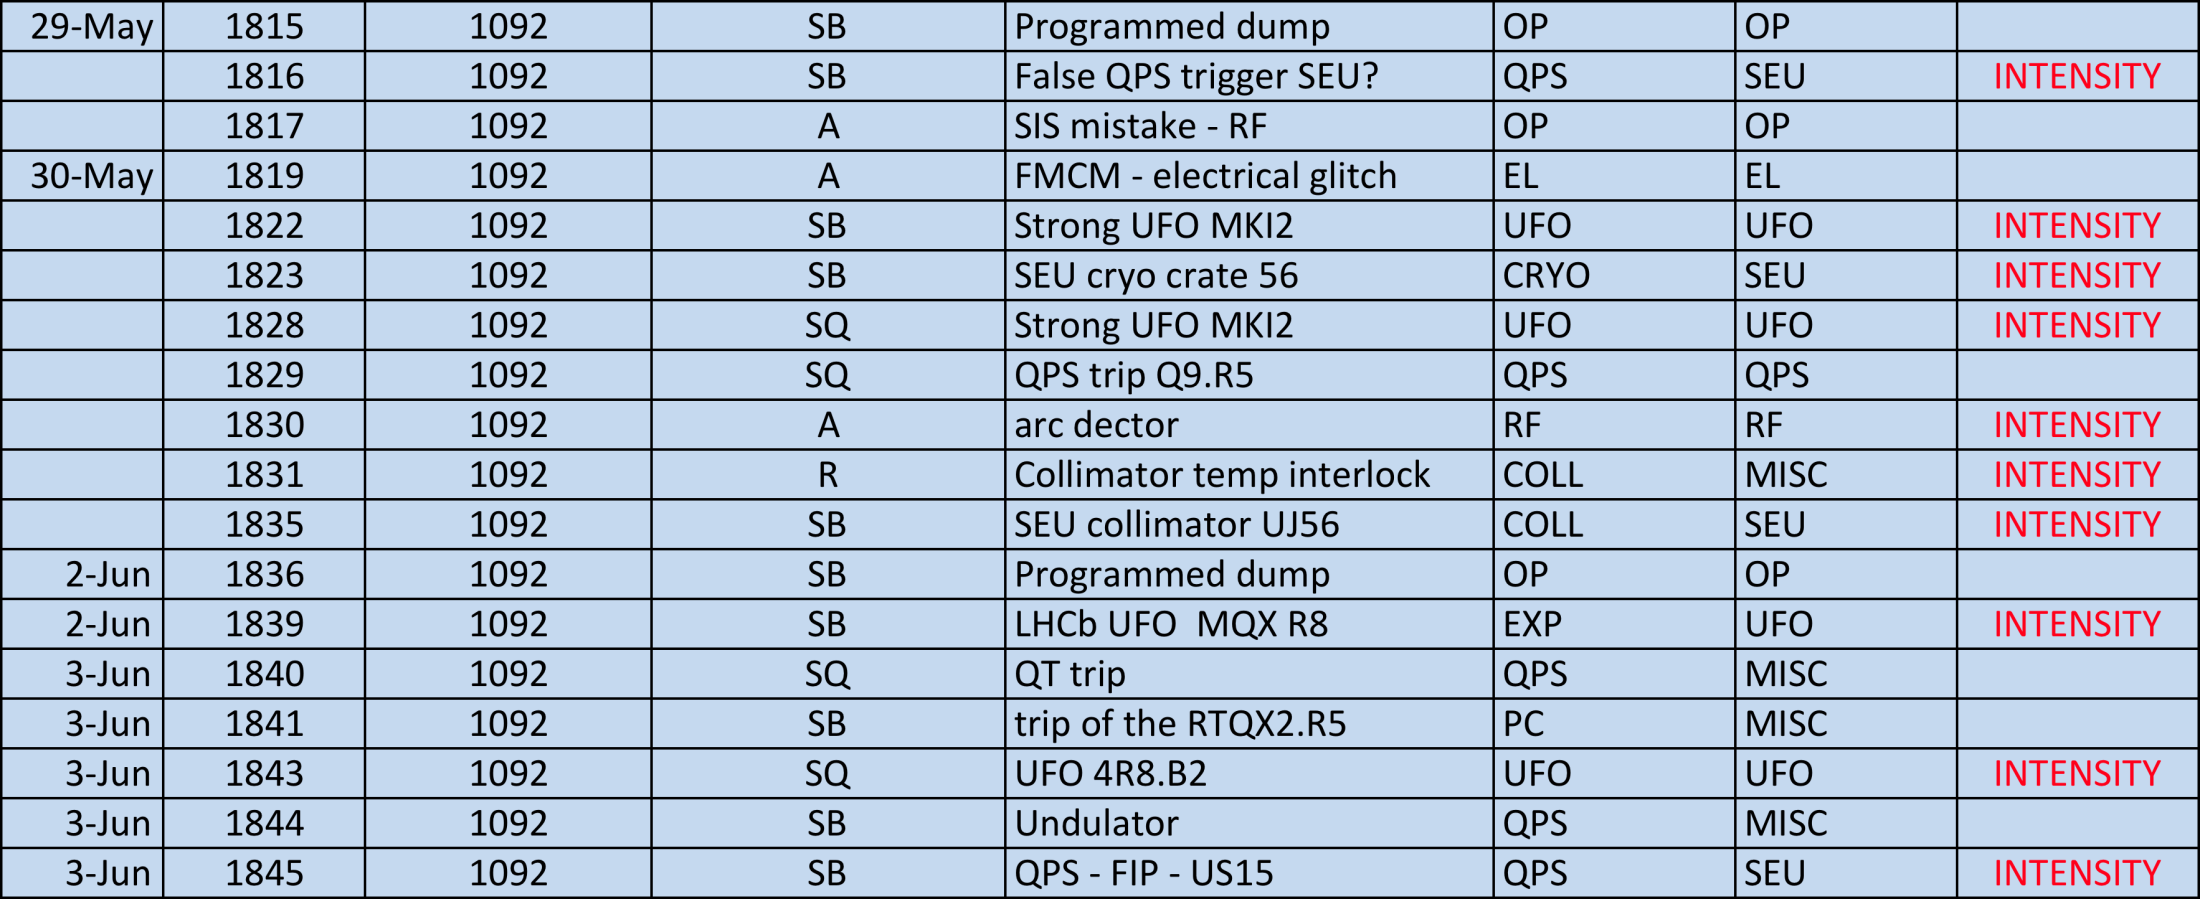 29-May 1815 1092 SB Programmed dump OP OP
1816 1092 SB False QPS trigger SEU? QPS SEU INTENSITY
1817 1092 A SIS mistake - RF OP OP
30-May 1819 1092 A FMCM - electrical glitch EL EL
1822 1092 SB Strong UFO MKI2 UFO UFO INTENSITY
1823 1092 SB SEU cryo crate 56 CRYO SEU INTENSITY
1828 1092 SQ Strong UFO MKI2 UFO UFO INTENSITY
1829 1092 SQ QPS trip Q9.R5 QPS QPS
1830 1092 A arc dector RF RF INTENSITY
1831 1092 R Collimator temp interlock COLL MISC INTENSITY
1835 1092 SB SEU collimator UJ56 COLL SEU INTENSITY
2-Jun 1836 1092 SB Programmed dump OP OP
2-Jun 1839 1092 SB LHCb UFO  MQX R8 EXP UFO INTENSITY
3-Jun 1840 1092 SQ QT trip QPS MISC
3-Jun 1841 1092 SB trip of the RTQX2.R5 PC MISC
3-Jun 1843 1092 SQ UFO 4R8.B2 UFO UFO INTENSITY
3-Jun 1844 1092 SB Undulator QPS MISC
3-Jun 1845 1092 SB QPS - FIP - US15 QPS SEU INTENSITY